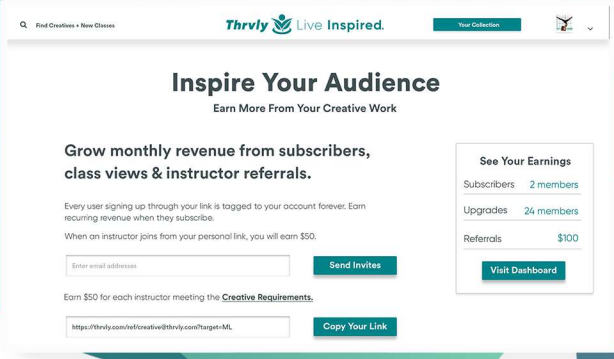 Find Creatives + New Classes
Thrvly Live Inspired.
Your Collection
Inspire Your Audience
Earn More From Your Creative Work
Grow monthly revenue from subscribers,
class views & instructor referrals.
Every user signing up through your link is tagged to your account forever. Earn
recurring revenue when they subscribe.
When an instructor joins from your personal link, you will earn $50.
Enter email addresses
Send Invites
Earn $50 for each instructor meeting the Creative Requirements.
https://thrvly.com/ref/creative@thrvly.com?target=ML
Copy Your Link
See Your Earnings
Subscribers 2 members
Upgrades 24 members
Referrals $100
Visit Dashboard